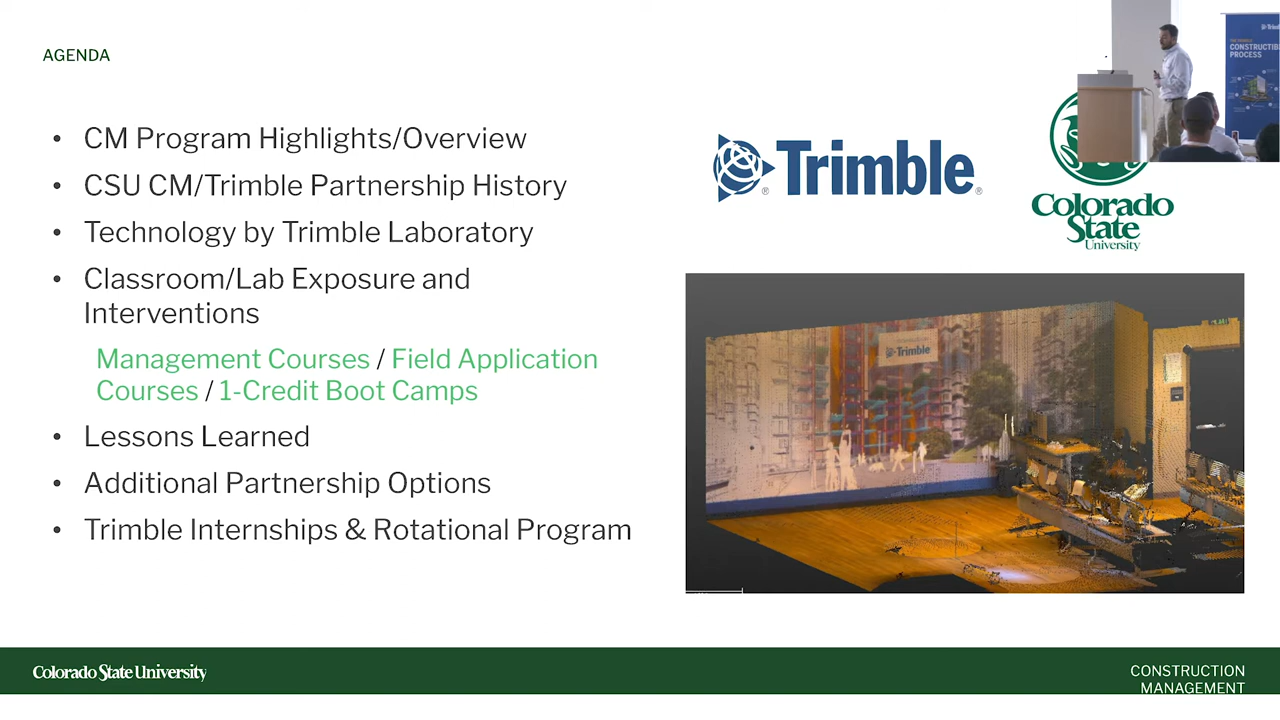 AGENDA
• CM Program Highlights/Overview
• CSU CM/Trimble Partnership History
• Technology by Trimble Laboratory
• Classroom/Lab Exposure and
Interventions
Management Courses / Field Application
Courses / 1-Credit Boot Camps
• Lessons Learned
• Additional Partnership Options
• Trimble Internships & Rotational Program
Trimble®
Colorado
State
University
CONSTRUCTIB
PROCESS
Trimble
Colorado State University
CONSTRUCTION
MANAGEMENT